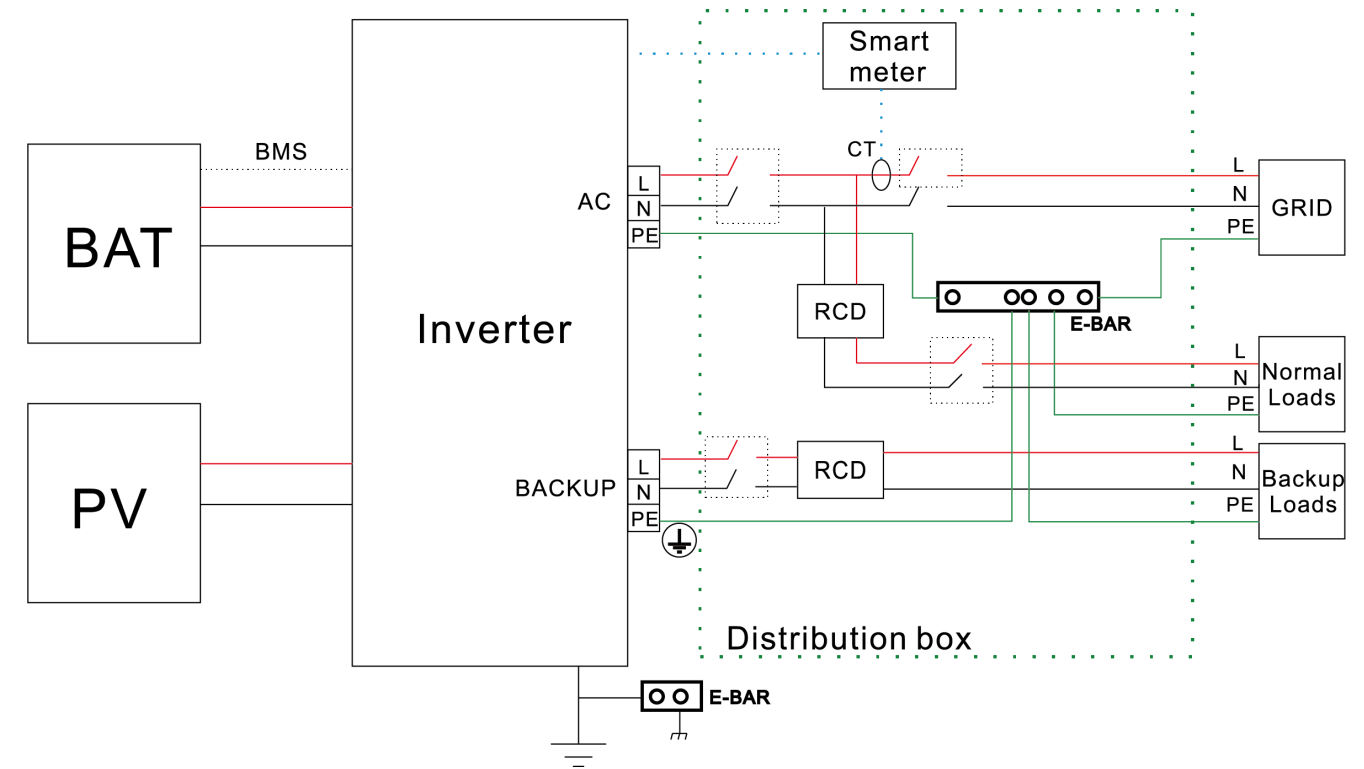 Smart
meter
BMS
CT
BAT
AC
L
N
PE
L
N
PE
GRID
Inverter
RCD
E-BAR
L
N
PE
Normal
Loads
PV
BACKUP
L
N
PE
RCD
L
N
PE
Backup
Loads
Distribution box
E-BAR